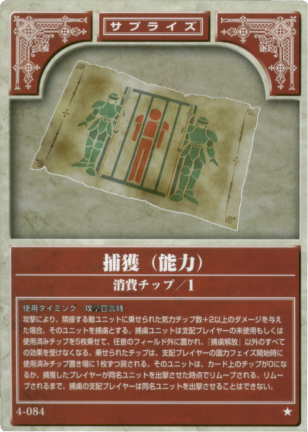 サプライズ
捕獲（能力）
消費チップ／1
使用タイミング　攻撃宣言時
攻撃により、隣接する敵ユニットに乗せられた気力チップ数＋2以上のダメージを与
えた場合、そのユニットを捕虜とする。捕虜ユニットは支配プレイヤーの未使用もしくは
使用済みチップを5枚乗せて、任意のフィールド外に置かれ、『捕虜解放』以外のすべて
の効果を受けなくなる。乗せられたチップは、支配プレイヤーの国力フェイズ開始時に
使用済みチップ置き場に1枚ずつ戻される。そのユニットは、カード上のチップが0にな
るか、捕獲したプレイヤーが同名ユニットを出撃させた時点でリムーブされる。リムーブ
されるまで、捕虜の支配プレイヤーは同名ユニットを出撃させることはできない。
4-084
★